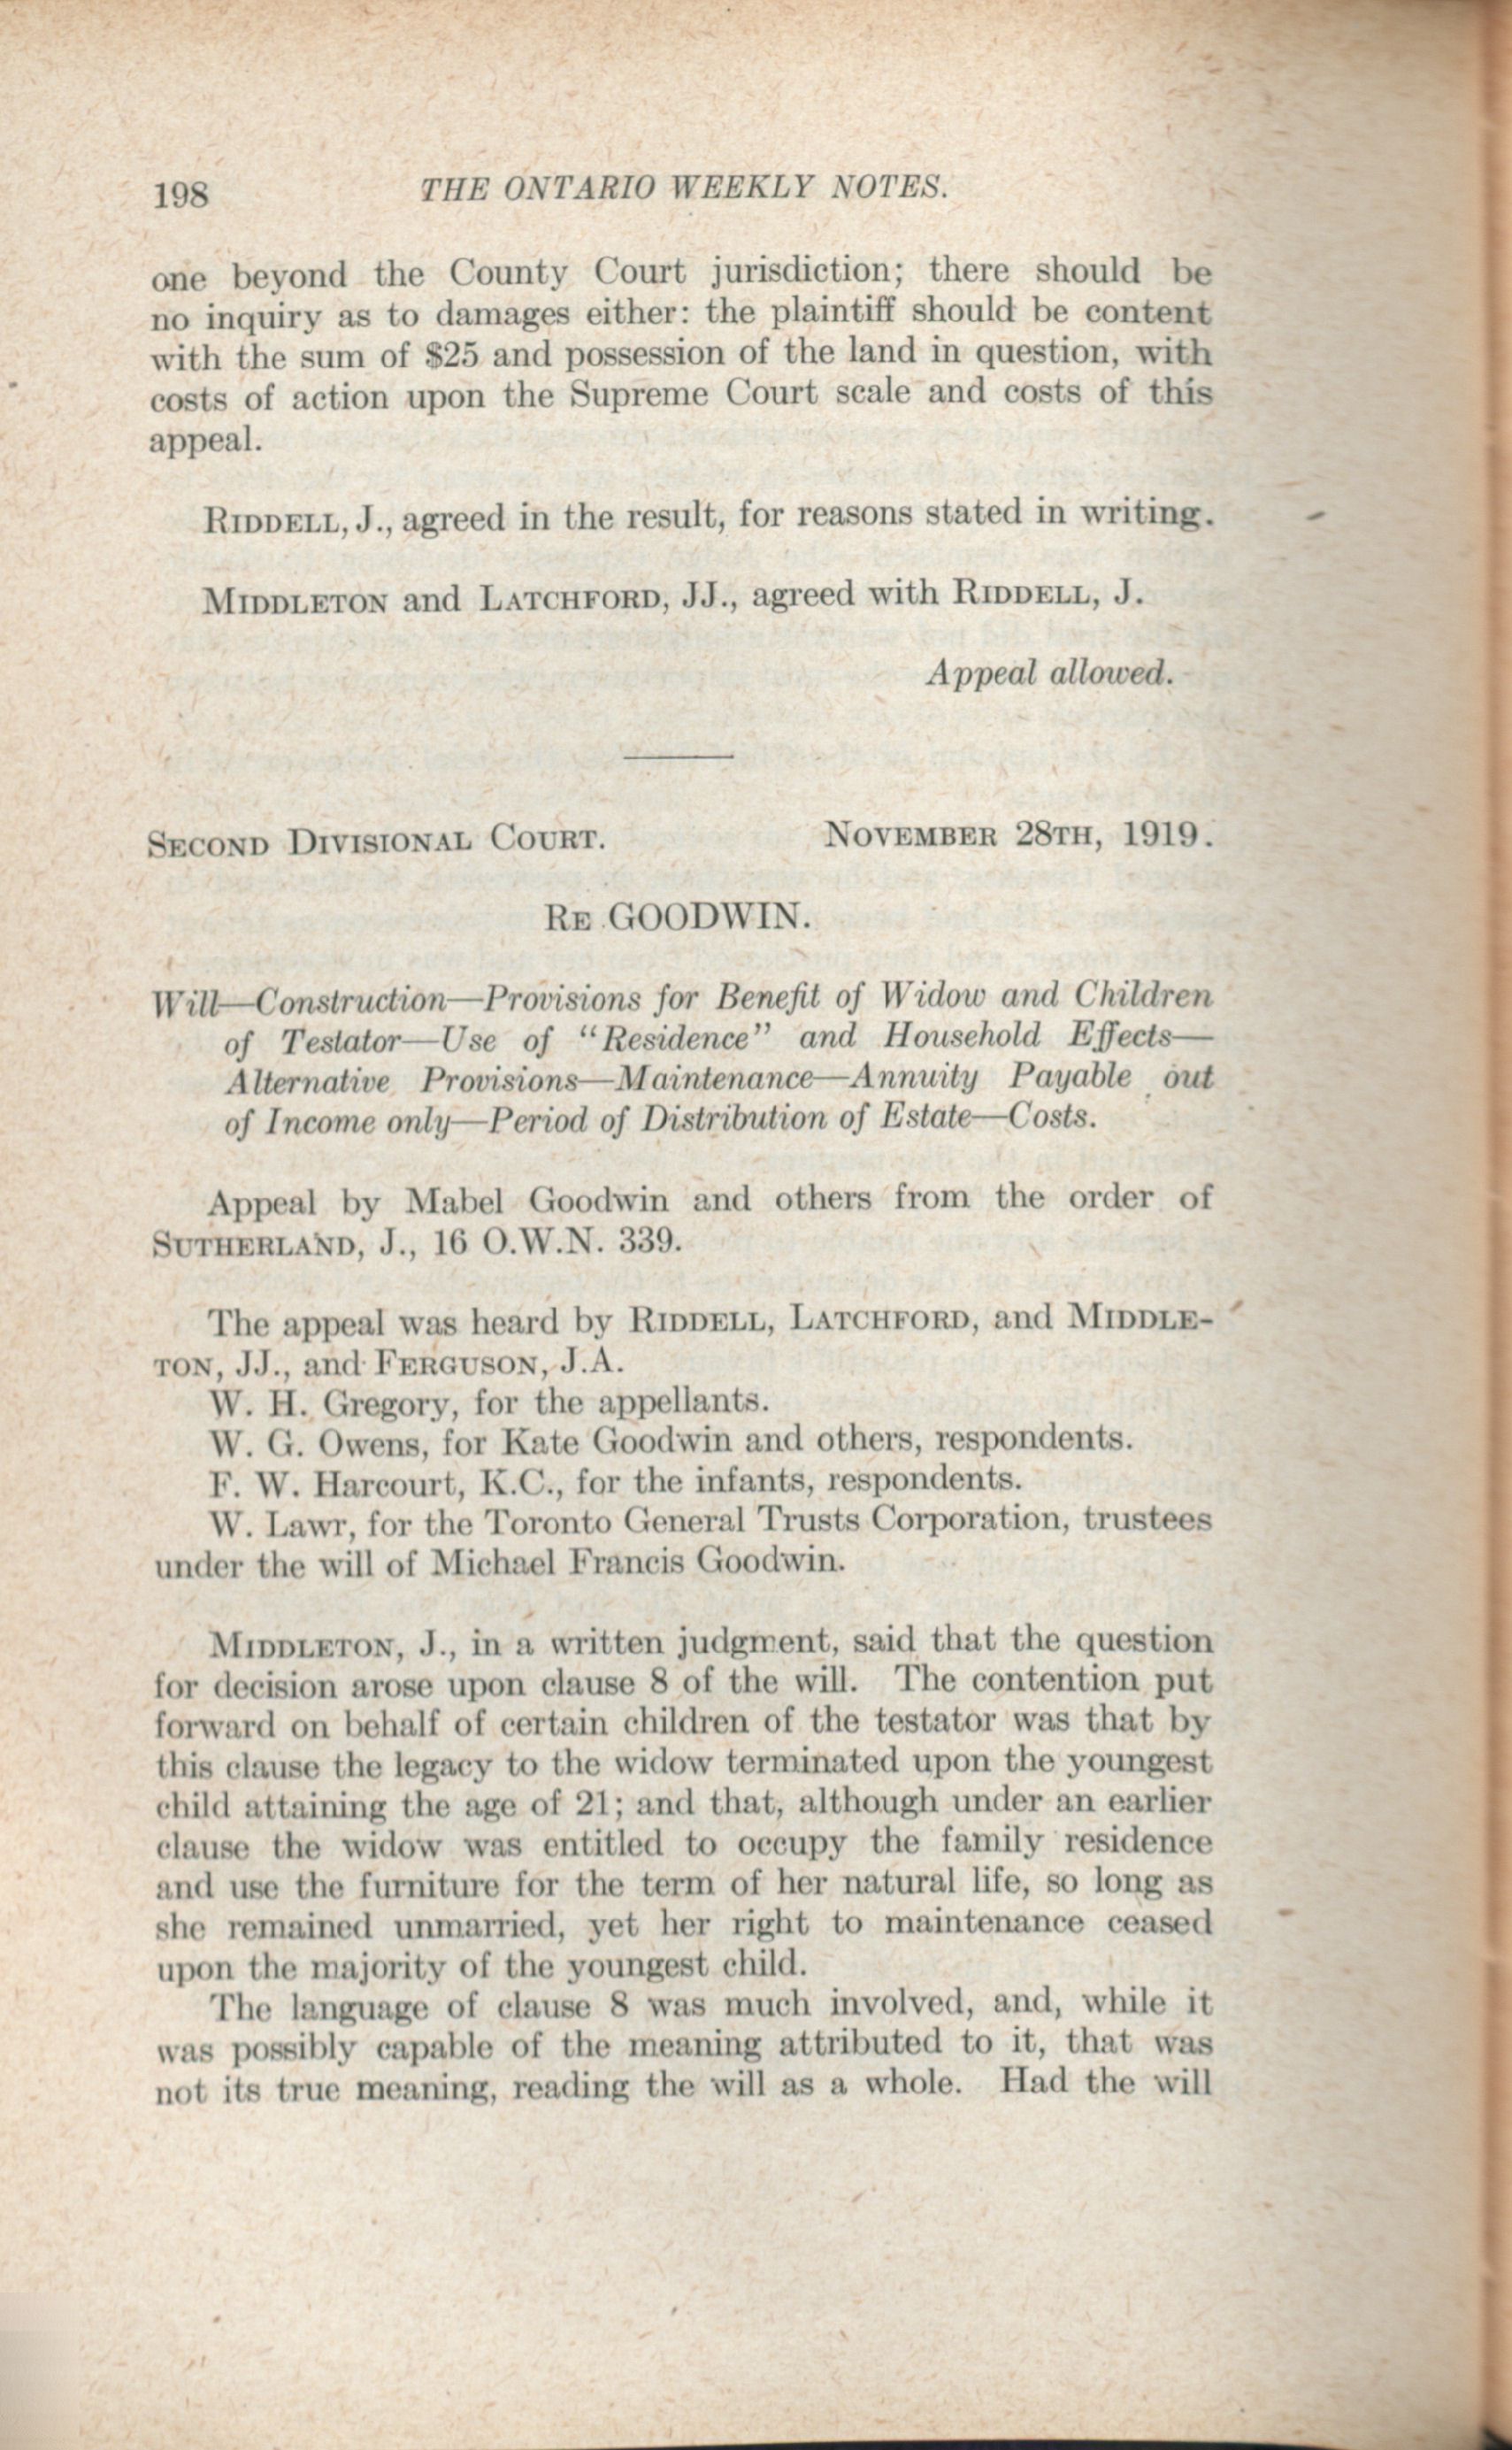 198
THE ONTARIO WEEKLY NOTES.
one beyond the County Court jurisdiction; there should be
no inquiry as to damages either: the plaintiff should be content
with the sum of $25 and possession of the land in question, with
costs of action upon the Supreme Court scale and costs of this
appeal.
RIDDELL, J., agreed in the result, for reasons stated in writing.
MIDDLETON and LATCHFORD, JJ., agreed with RIDDELL, J.
Appeal allowed.
SECOND DIVISIONAL COURT.
NOVEMBER 28TH, 1919.
RE GOODWIN.
Will—Construction—Provisions for Benefit of Widow and Children
of Testator—Use of “Residence” and Household Effects—
Alternative Provisions—Maintenance—Annuity Payable out
of Income only—Period of Distribution of Estate—Costs.
Appeal by Mabel Goodwin and others from the order of
SUTHERLAND, J., 16 O.W.N. 339.
The appeal was heard by RIDDELL, LATCHFORD, and MIDDLE-
TON, JJ., and FERGUSON, J.A.
W. H. Gregory, for the appellants.
W. G. Owens, for Kate Goodwin and others, respondents.
F. W. Harcourt, K.C., for the infants, respondents.
W. Lawr, for the Toronto General Trusts Corporation, trustees
under the will of Michael Francis Goodwin.
MIDDLETON, J., in a written judgment, said that the question
for decision arose upon clause 8 of the will. The contention put
forward on behalf of certain children of the testator was that by
this clause the legacy to the widow terminated upon the youngest
child attaining the age of 21; and that, although under an earlier
clause the widow was entitled to occupy the family residence
and use the furniture for the term of her natural life, so long as
she remained unmarried, yet her right to maintenance ceased
upon the majority of the youngest child.
The language of clause 8 was much involved, and, while it
was possibly capable of the meaning attributed to it, that was
not its true meaning, reading the will as a whole. Had the will